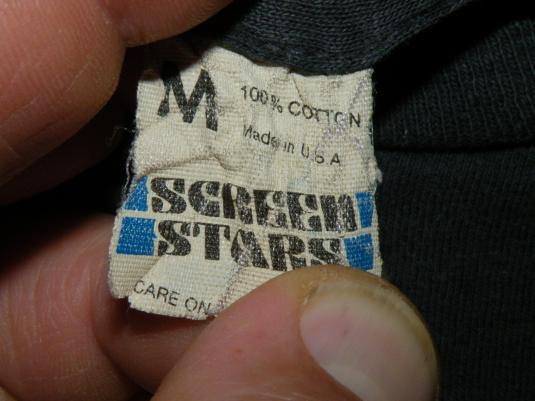 M
100% COTTON
Made in U S A
SCREEN
STARS
CARE ON